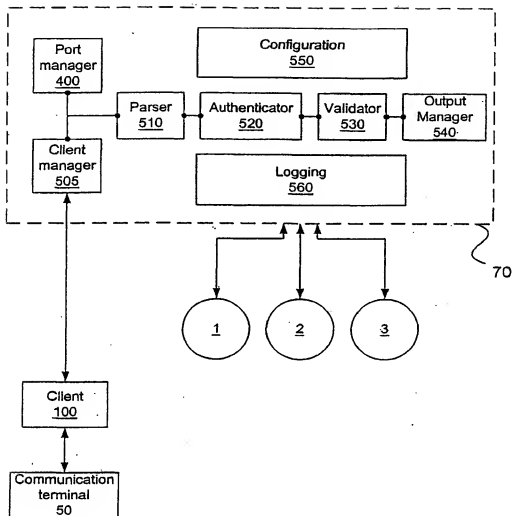 Port
manager
400
Configuration
550
Parser
510
Authenticator
520
Validator
530
Output
Manager
540
Client
manager
505
Logging
560
70
1
2
3
Client
100
Communication
terminal
50